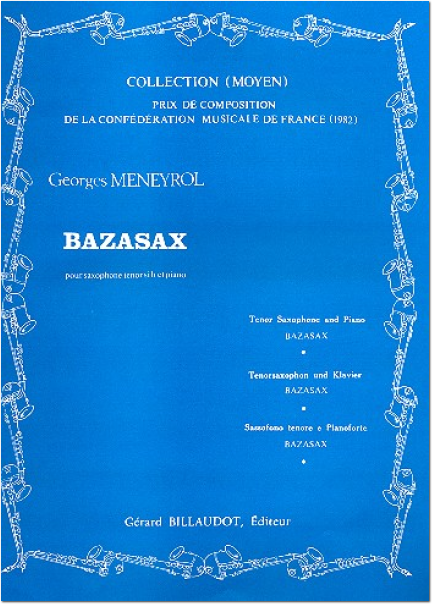 COLLECTION (MOYEN)
PRIX DE COMPOSITION
DE LA CONFÉDÉRATION MUSICALE DE FRANCE (1982)
Georges MENEYROL
BAZASAX
pour saxophone tenor si b et piano
Tenor Saxophone and Piano
BAZASAX
Tenorsaxophon und Klavier
BAZASAX
Sassofono tenore e Pianoforte
BAZASAX
Gérard BILLAUDOT, Éditeur